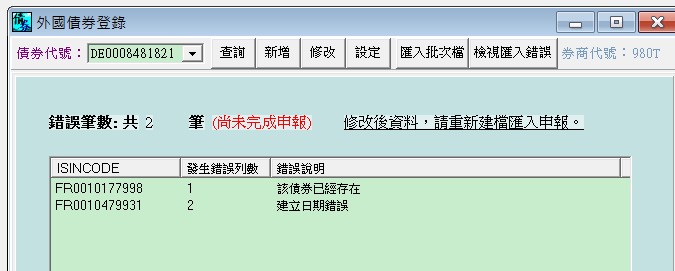 外國債券登錄
債券代號： DE0008481821 查詢 新增 修改 設定 匯入批次檔 檢視匯入錯誤 券商代號：980T
錯誤筆數: 共 2 筆 (尚未完成申報) 修改後資料，請重新建檔匯入申報。
ISINCODE 發生錯誤列數 錯誤說明
FR0010177998 1 該債券已經存在
FR0010479931 2 建立日期錯誤